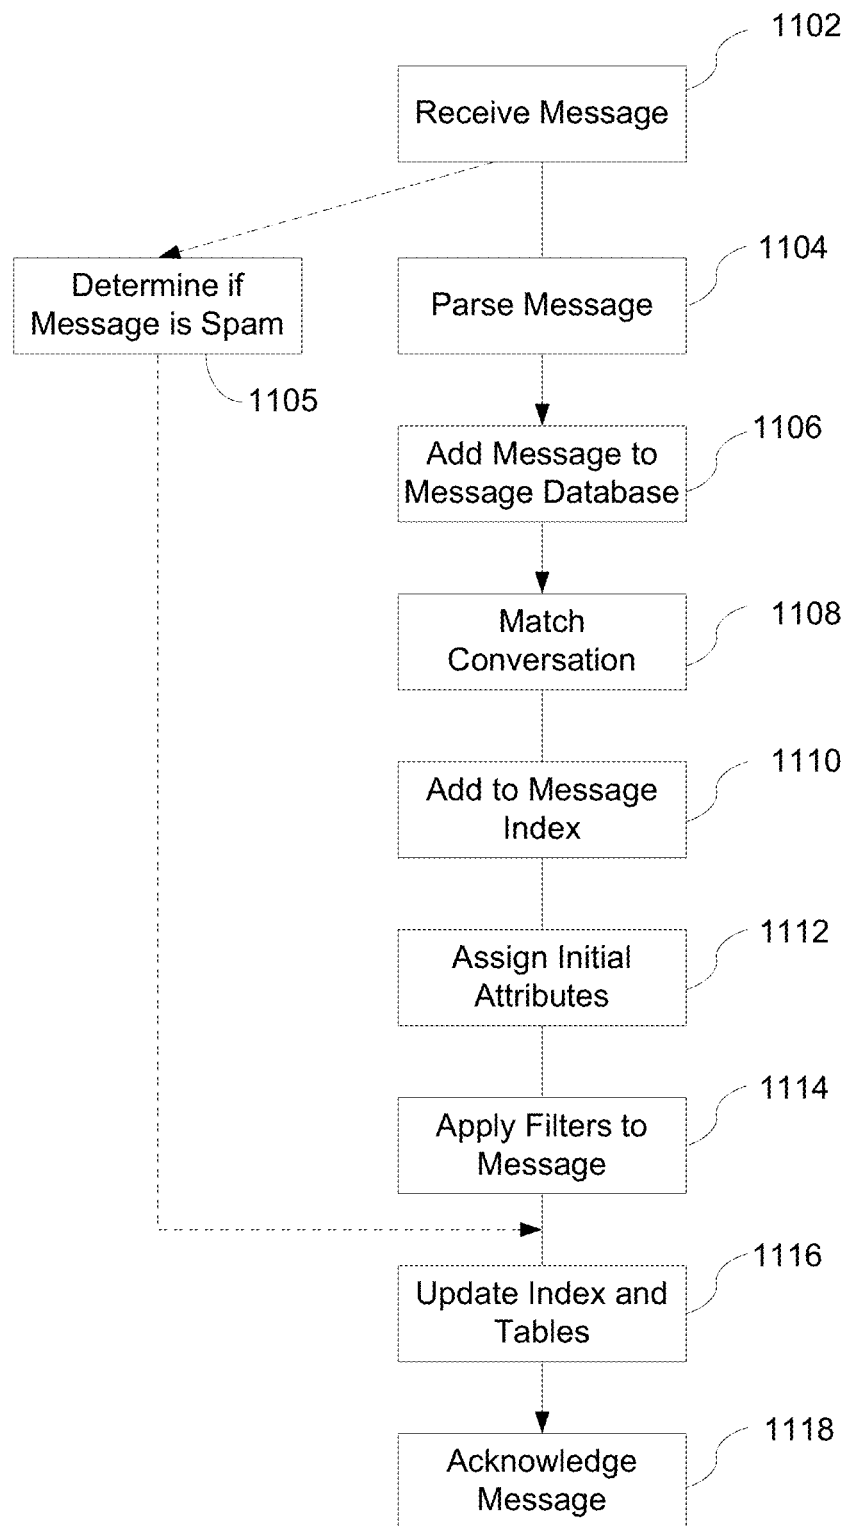 1102
Receive Message
1104
Determine if
Message is Spam
Parse Message
1105
1106
Add Message to
Message Database
1108
Match
Conversation
1110
Add to Message
Index
1112
Assign Initial
Attributes
1114
Apply Filters to
Message
1116
Update Index and
Tables
1118
Acknowledge
Message